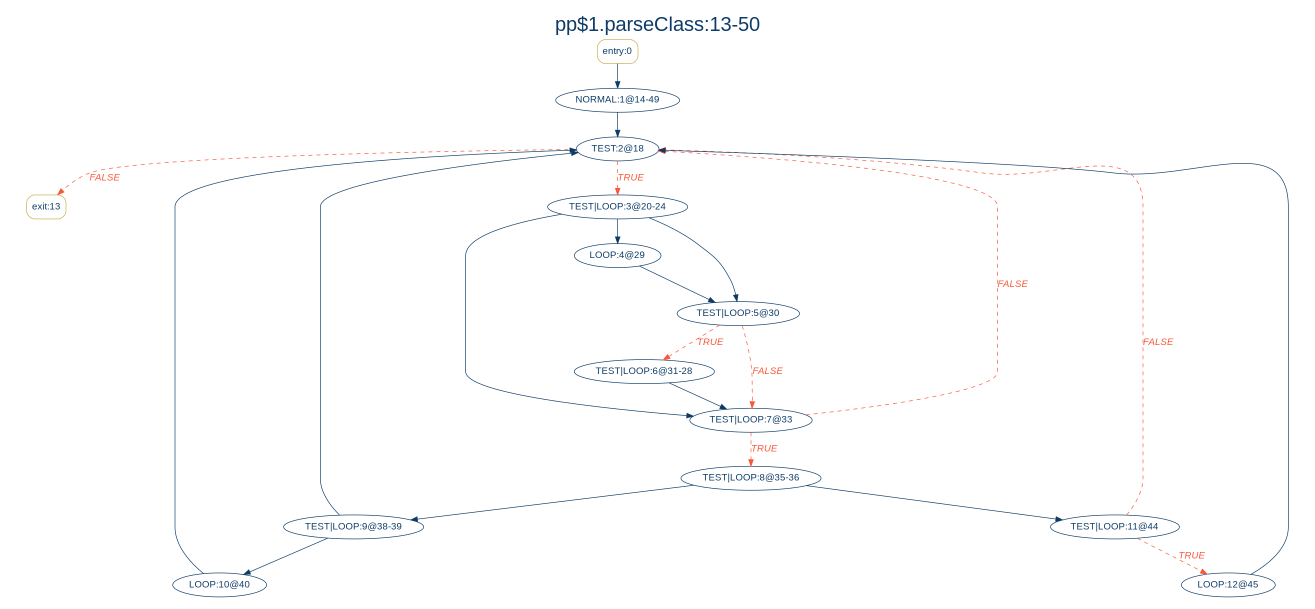 pp$1.parseClass:13-50
entry:0
NORMAL:1@14-49
TEST:2@18
FALSE
TRUE
exit:13
TEST|LOOP:3@20-24
LOOP:4@29
FALSE
TEST|LOOP:5@30
TRUE
FALSE
TEST|LOOP:6@31-28
FALSE
TEST|LOOP:7@33
TRUE
TEST|LOOP:8@35-36
TEST|LOOP:9@38-39
TEST|LOOP:11@44
TRUE
LOOP:10@40
LOOP:12@45